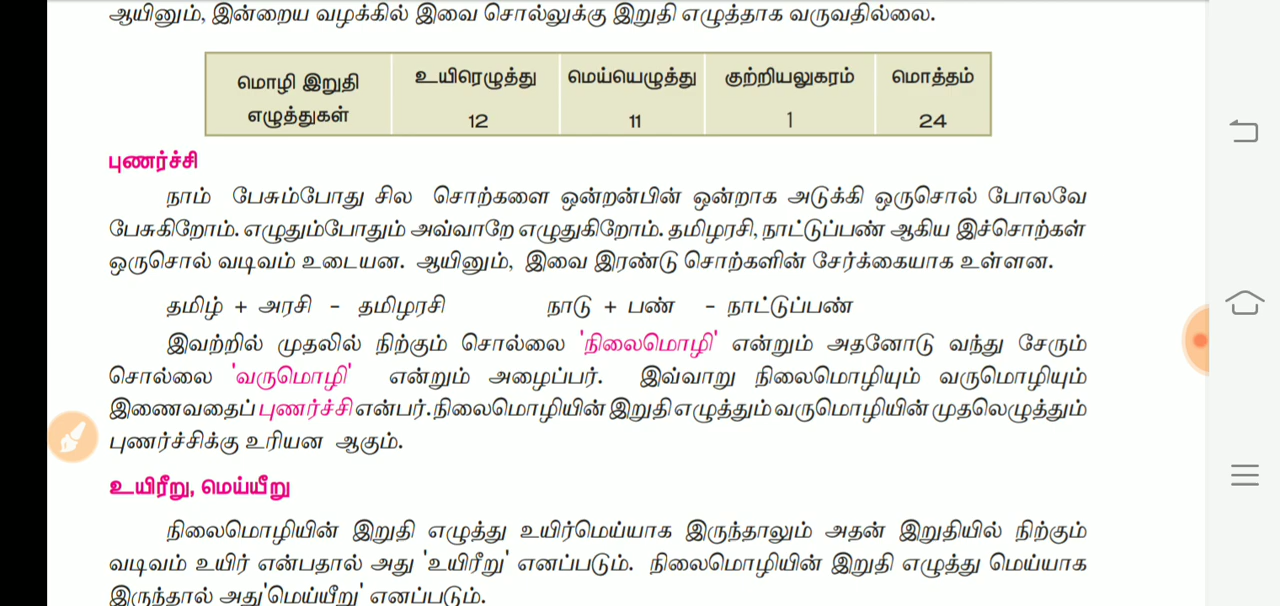 ஆயினும், இன்றைய வழக்கில் இவை சொல்லுக்கு இறுதி எழுத்தாக வருவதில்லை.
மொழி இறுதி எழுத்துகள் உயிரெழுத்து மெய்யெழுத்து குற்றியலுகரம் மொத்தம்
12 11 1 24
புணர்ச்சி
நாம் பேசும்போது சில சொற்களை ஒன்றன்பின் ஒன்றாக அடுக்கி ஒருசொல் போலவே
பேசுகிறோம். எழுதும்போதும் அவ்வாறே எழுதுகிறோம். தமிழரசி, நாட்டுப்பண் ஆகிய இச்சொற்கள்
ஒருசொல் வடிவம் உடையன. ஆயினும், இவை இரண்டு சொற்களின் சேர்க்கையாக உள்ளன.
தமிழ் + அரசி - தமிழரசி நாடு + பண் - நாட்டுப்பண்
இவற்றில் முதலில் நிற்கும் சொல்லை 'நிலைமொழி' என்றும் அதனோடு வந்து சேரும்
சொல்லை 'வருமொழி' என்றும் அழைப்பர். இவ்வாறு நிலைமொழியும் வருமொழியும்
இணைவதைப் புணர்ச்சி என்பர். நிலைமொழியின் இறுதி எழுத்தும் வருமொழியின் முதலெழுத்தும்
புணர்ச்சிக்கு உரியன ஆகும்.
உயிரீறு, மெய்யீறு
நிலைமொழியின் இறுதி எழுத்து உயிர்மெய்யாக இருந்தாலும் அதன் இறுதியில் நிற்கும்
வடிவம் உயிர் என்பதால் அது 'உயிரீறு' எனப்படும். நிலைமொழியின் இறுதி எழுத்து மெய்யாக
இருந்தால் அது'மெய்யீறு' எனப்படும்.